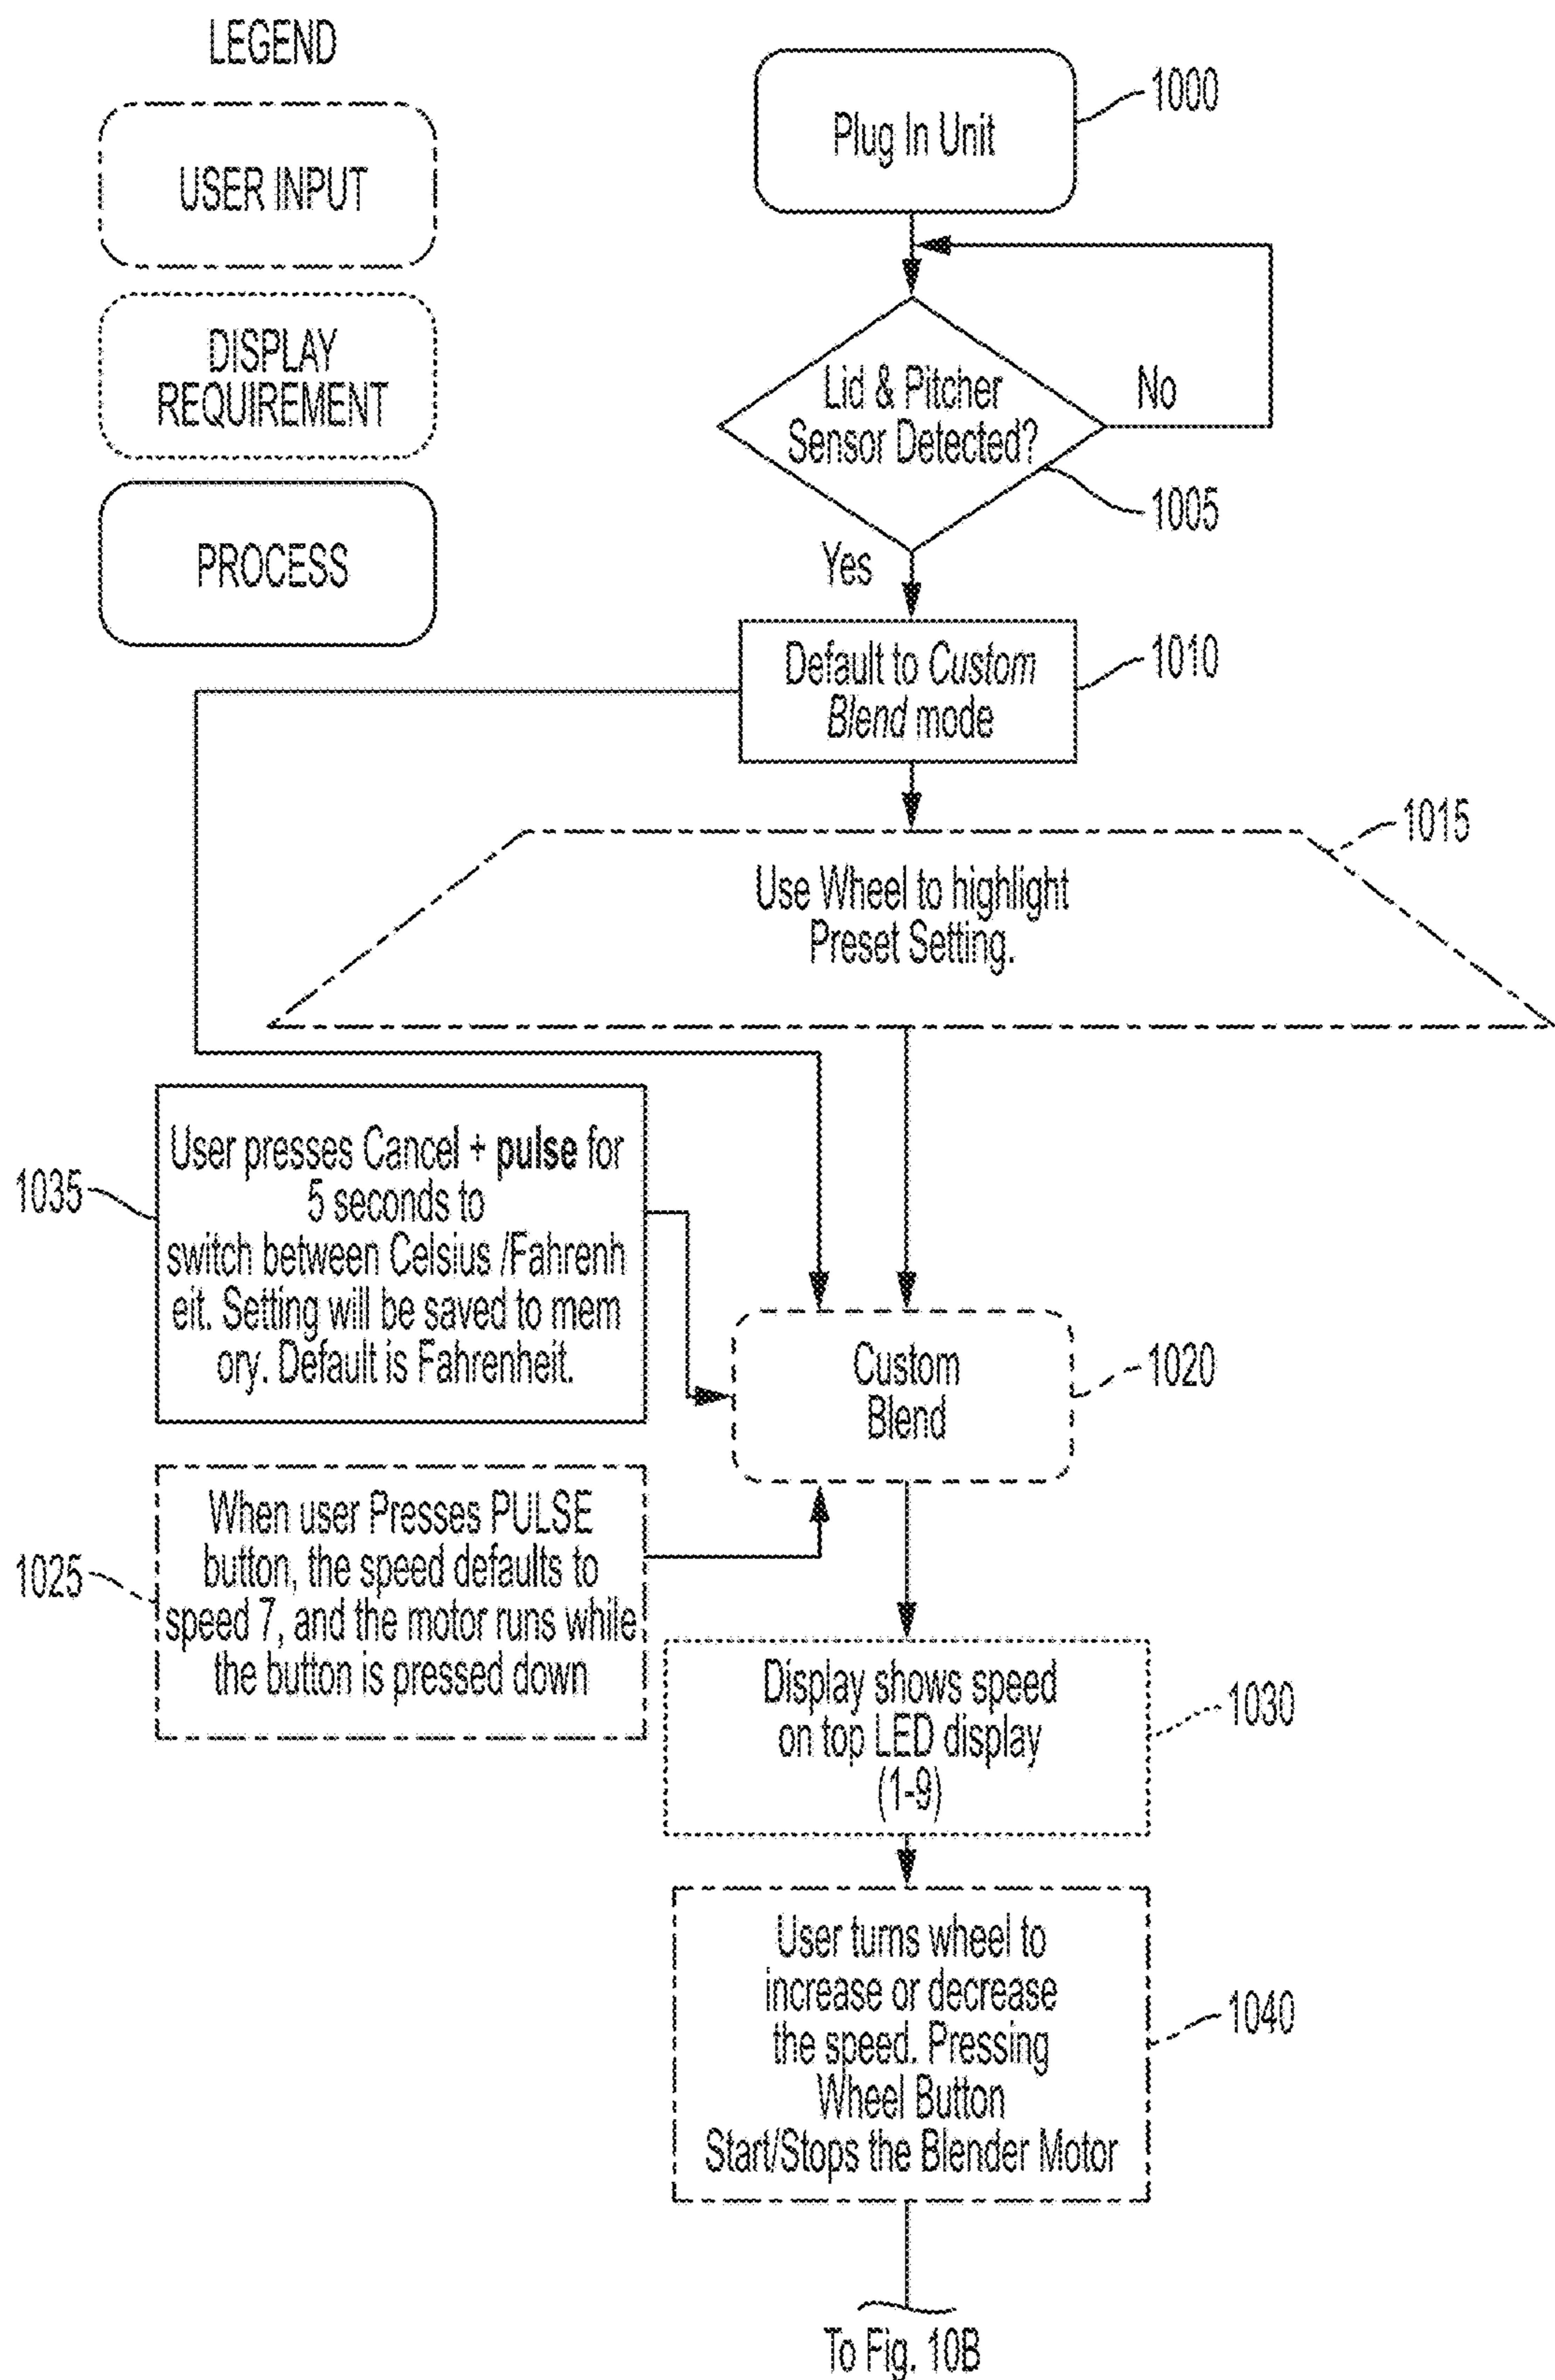 LEGEND
USER INPUT
DISPLAY
REQUIREMENT
PROCESS
Plug In Unit
1000
Lid & Pitcher
Sensor Detected?
No
1005
Yes
Default to Custom
Blend mode
1010
1015
Use Wheel to highlight
Preset Setting.
1035
User presses Cancel + pulse for
5 seconds to
switch between Celsius /Fahrenh
eit. Setting will be saved to mem
ory. Default is Fahrenheit.
Custom
Blend
1020
1025
When user Presses PULSE
button, the speed defaults to
speed 7, and the motor runs while
the button is pressed down
Display shows speed
on top LED display
(1-9)
1030
User turns wheel to
increase or decrease
the speed. Pressing
Wheel Button
Start/Stops the Blender Motor
1040
To Fig. 10B